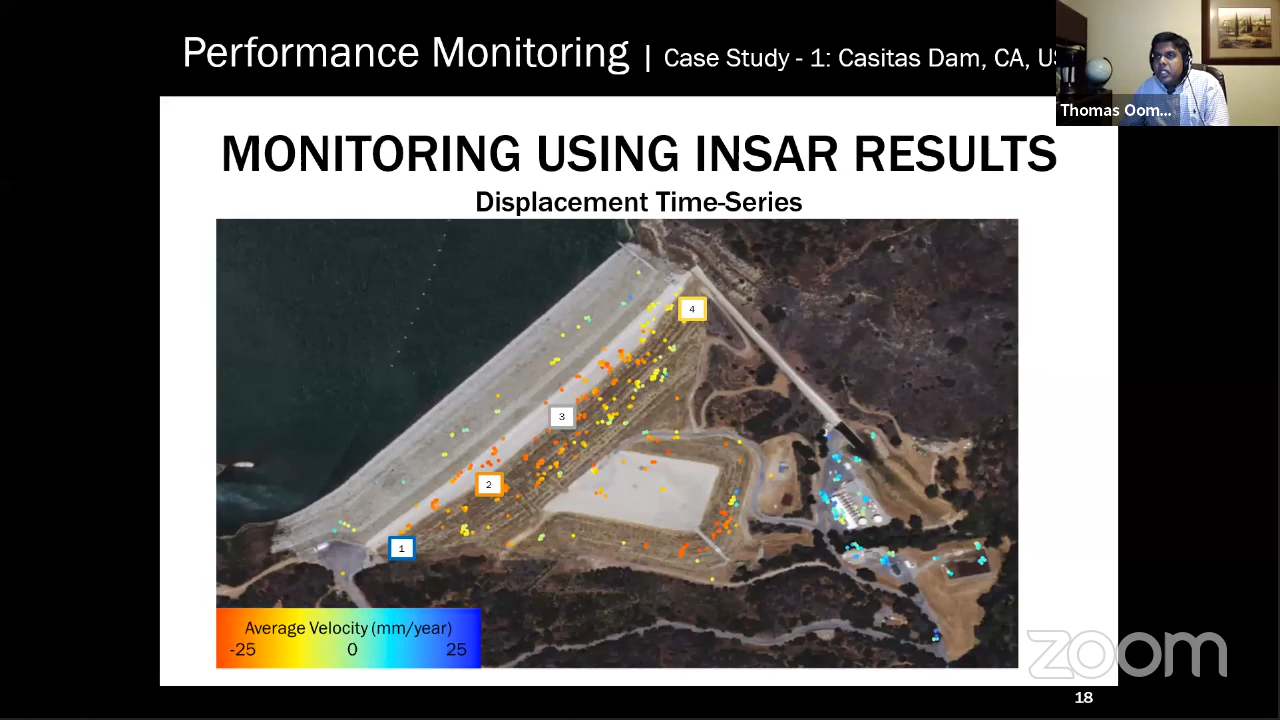 Performance Monitoring | Case Study - 1: Casitas Dam, CA, US
Thomas Oom...
MONITORING USING INSAR RESULTS
Displacement Time-Series
4
3
2
1
Average Velocity (mm/year)
-25 0 25
zoom
18